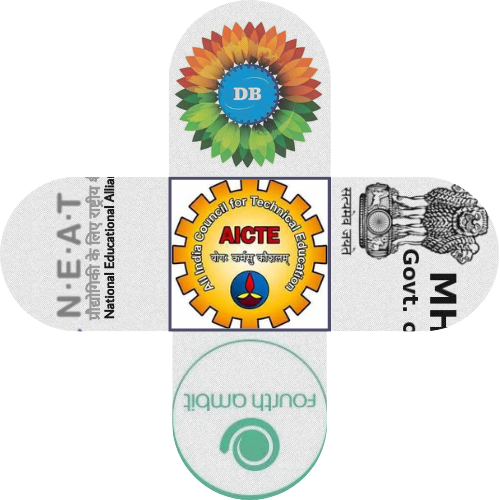 DB
N·E·A·T
प्रौद्योगिकी के लिए राष्ट्रीय
National Educational Allia
All India Council for Technical Education
AICTE
योगः कर्मसु कौशलम्
सत्यमेव जयते
Govt.
MH
Fourth ambit